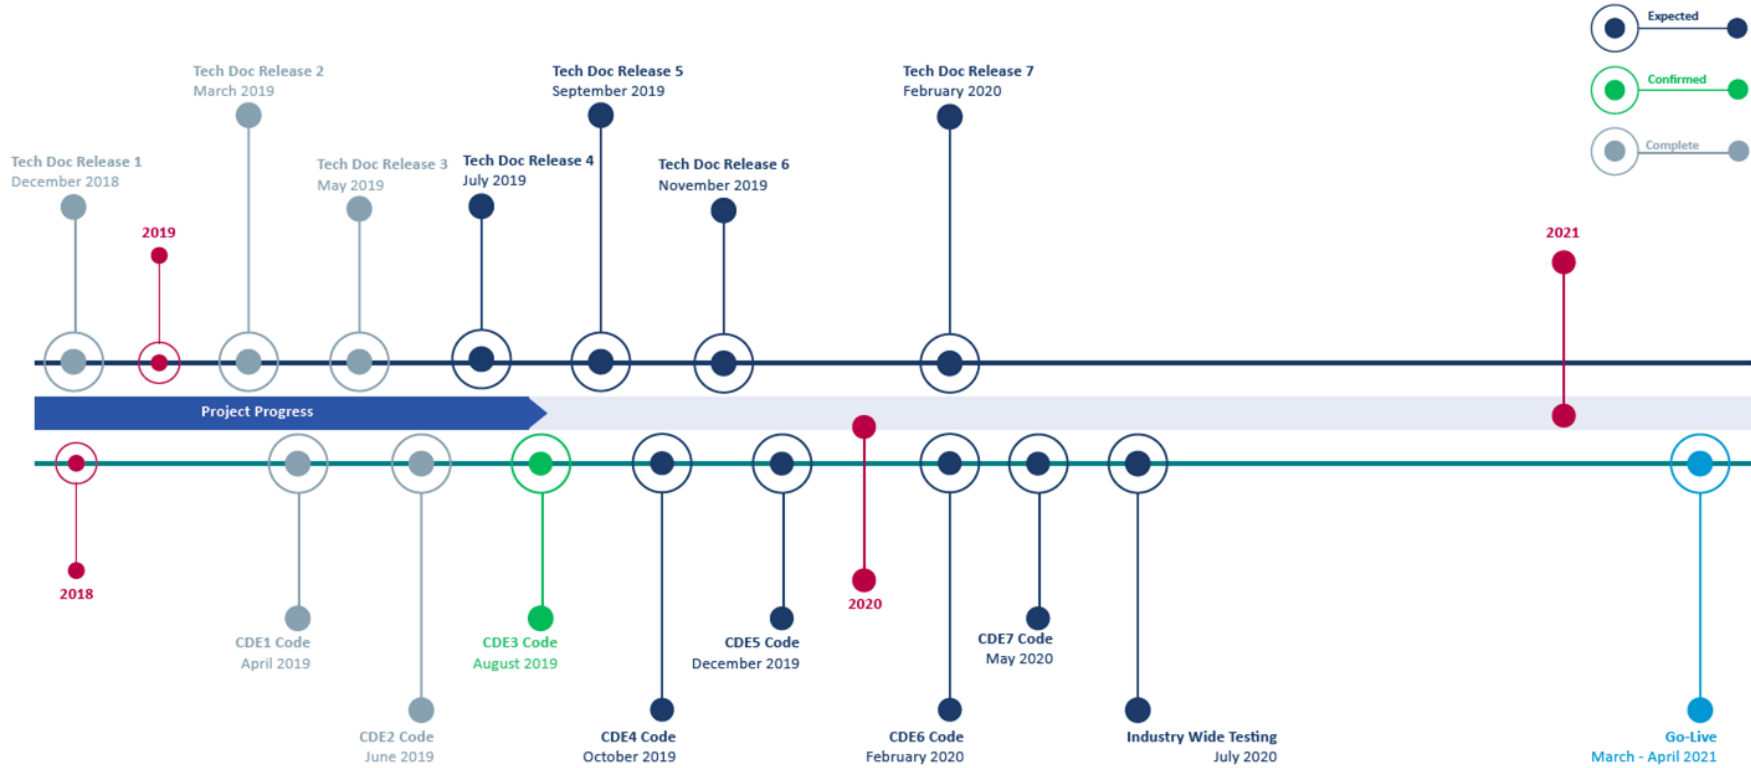 Expected
Confirmed
Complete
Tech Doc Release 2
March 2019
Tech Doc Release 5
September 2019
Tech Doc Release 7
February 2020
Tech Doc Release 1
December 2018
Tech Doc Release 3
May 2019
Tech Doc Release 4
July 2019
Tech Doc Release 6
November 2019
2019
2021
Project Progress
2018
2020
CDE1 Code
April 2019
CDE3 Code
August 2019
CDE5 Code
December 2019
CDE7 Code
May 2020
CDE2 Code
June 2019
CDE4 Code
October 2019
CDE6 Code
February 2020
Industry Wide Testing
July 2020
Go-Live
March - April 2021